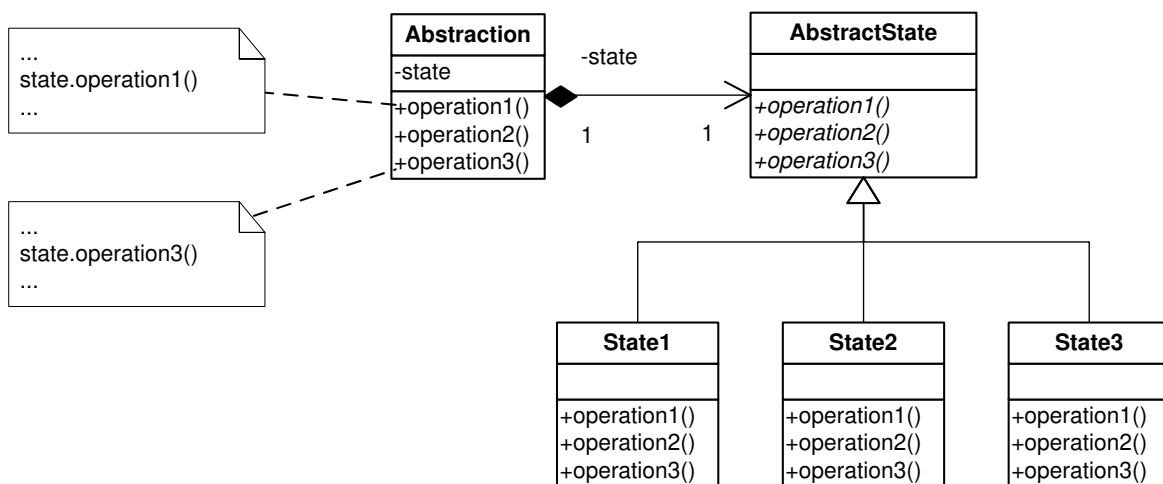 ...
state.operation1()
...
...
state.operation3()
...
Abstraction
-state
+operation1()
+operation2()
+operation3()
-state
1
1
AbstractState
+operation1()
+operation2()
+operation3()
State1
+operation1()
+operation2()
+operation3()
State2
+operation1()
+operation2()
+operation3()
State3
+operation1()
+operation2()
+operation3()